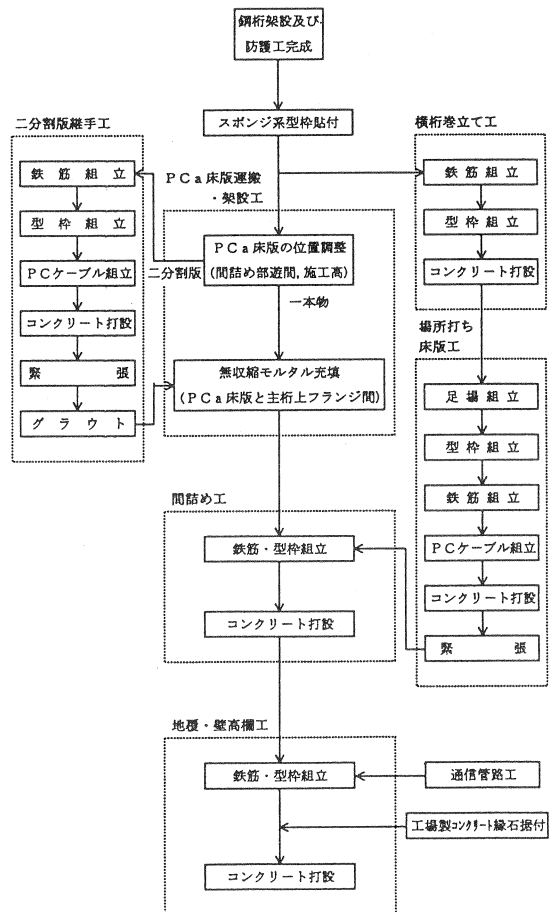 鋼桁架設及び
防護工完成
スポンジ系型枠貼付
二分割版継手工
鉄筋組立
型枠組立
PCケーブル組立
コンクリート打設
緊張
グラウト
PCa床版運搬
・架設工
PCa床版の位置調整
(間詰め部遊間,施工高)
二分割版
一本物
無収縮モルタル充填
(PCa床版と主桁上フランジ間)
横桁巻立て工
鉄筋組立
型枠組立
コンクリート打設
場所打ち
床版工
足場組立
型枠組立
鉄筋組立
PCケーブル組立
コンクリート打設
緊張
間詰め工
鉄筋・型枠組立
コンクリート打設
地覆・壁高欄工
鉄筋・型枠組立
通信管路工
工場製コンクリート縁石据付
コンクリート打設